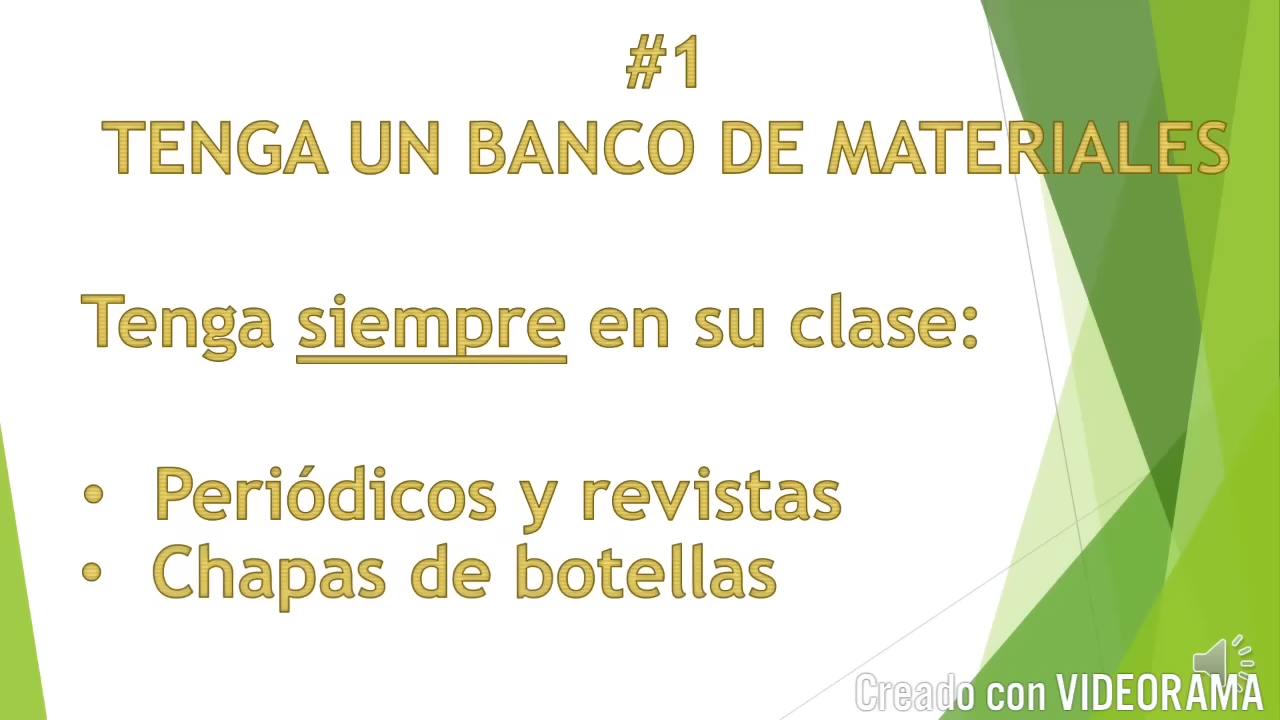 #1
TENGA UN BANCO DE MATERIALES
Tenga siempre en su clase:
• Periódicos y revistas
• Chapas de botellas
Creado con VIDEORAMA